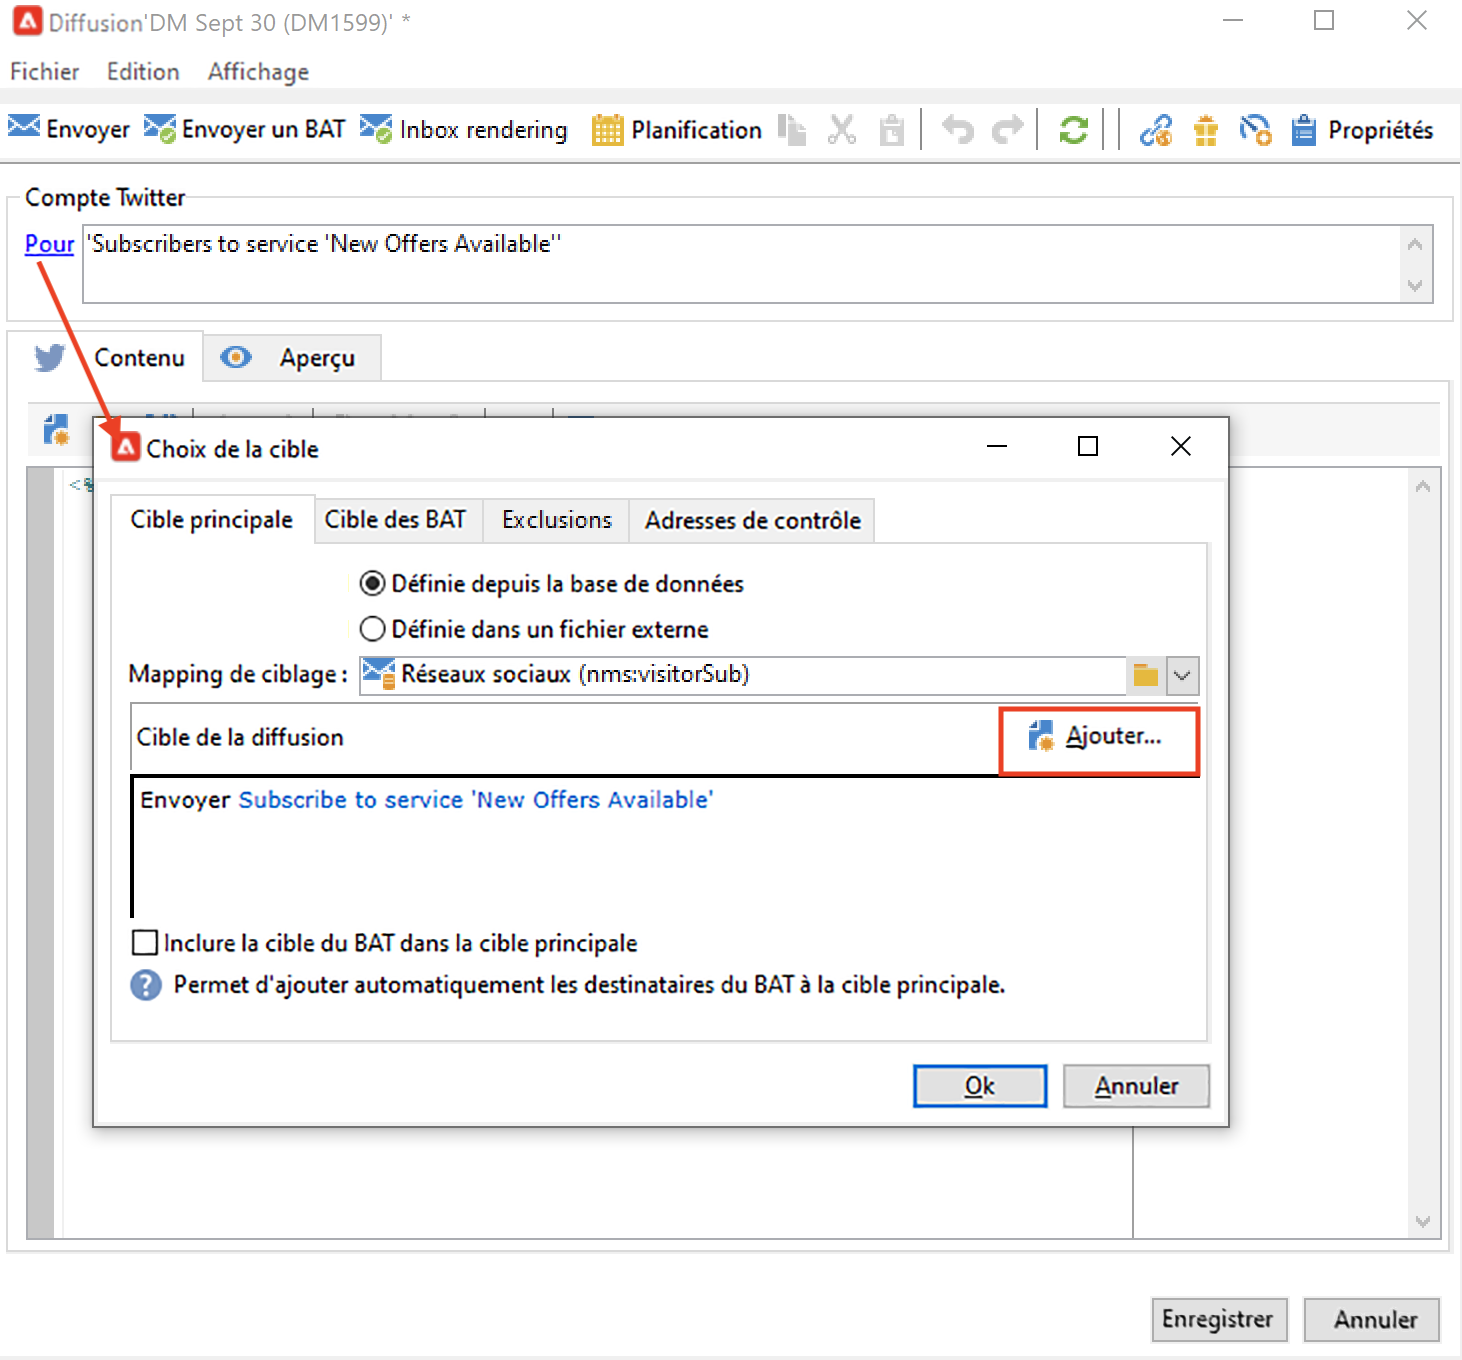 Diffusion'DM Sept 30 (DM1599)' *
Fichier Edition Affichage
Envoyer Envoyer un BAT Inbox rendering Planification Propriétés
Compte Twitter
Pour 'Subscribers to service 'New Offers Available''
Contenu Aperçu
Choix de la cible
<%
Cible principale Cible des BAT Exclusions Adresses de contrôle
Définie depuis la base de données
Définie dans un fichier externe
Mapping de ciblage : Réseaux sociaux (nms:visitorSub)
Cible de la diffusion Ajouter...
Envoyer Subscribe to service 'New Offers Available'
Inclure la cible du BAT dans la cible principale
Permet d'ajouter automatiquement les destinataires du BAT à la cible principale.
Ok Annuler
Enregistrer Annuler